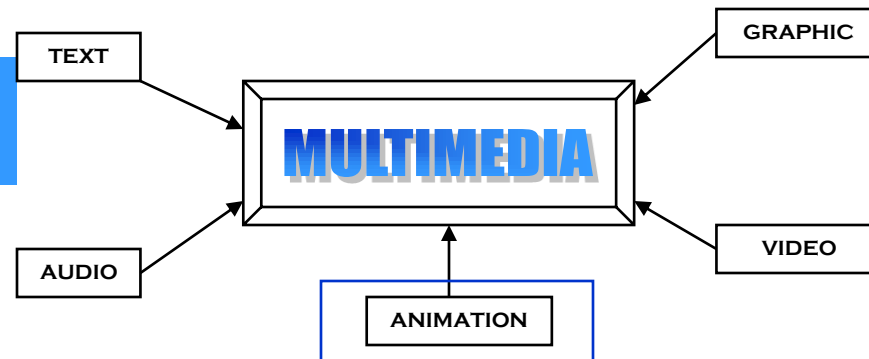 TEXT
GRAPHIC
MULTIMEDIA
AUDIO
VIDEO
ANIMATION